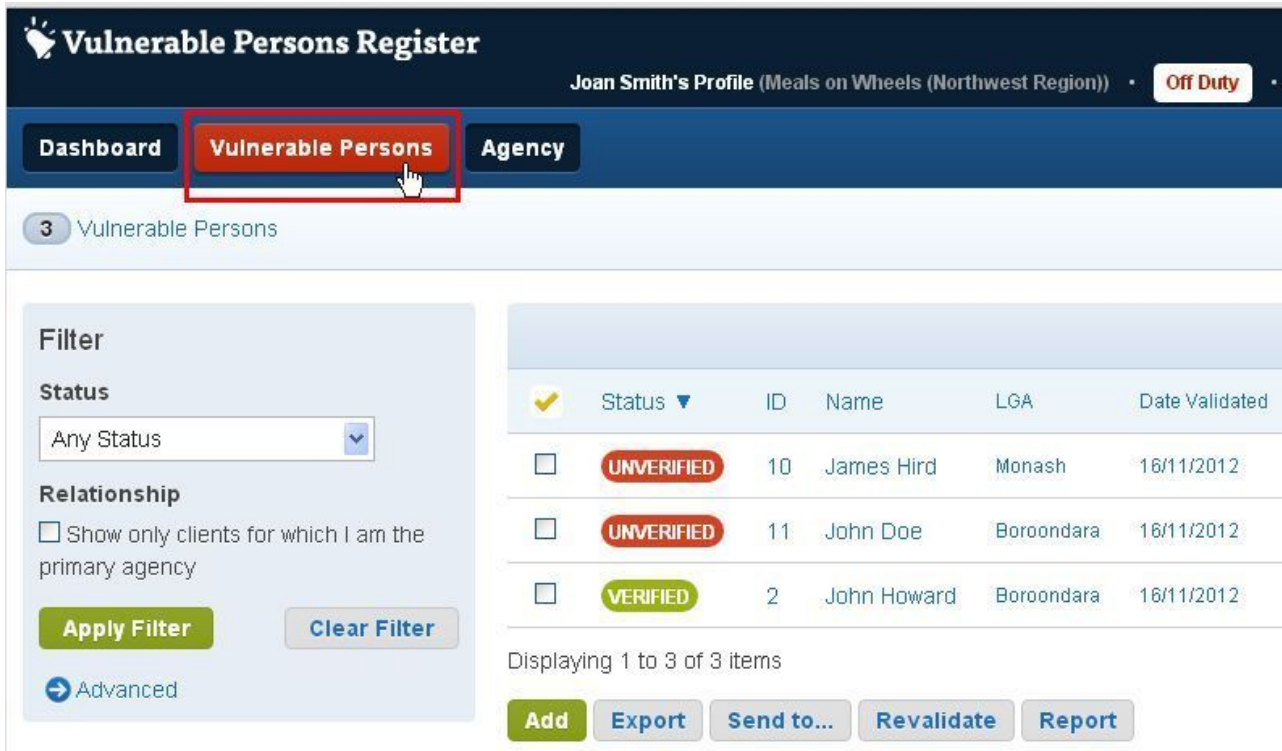 Vulnerable Persons Register
Joan Smith's Profile (Meals on Wheels (Northwest Region)) · Off Duty ·
Dashboard Vulnerable Persons Agency
3 Vulnerable Persons
Filter
Status
Any Status
Relationship
Show only clients for which I am the
primary agency
Apply Filter Clear Filter
Advanced
Status ▼ ID Name LGA Date Validated
UNVERIFIED 10 James Hird Monash 16/11/2012
UNVERIFIED 11 John Doe Boroondara 16/11/2012
VERIFIED 2 John Howard Boroondara 16/11/2012
Displaying 1 to 3 of 3 items
Add Export Send to... Revalidate Report